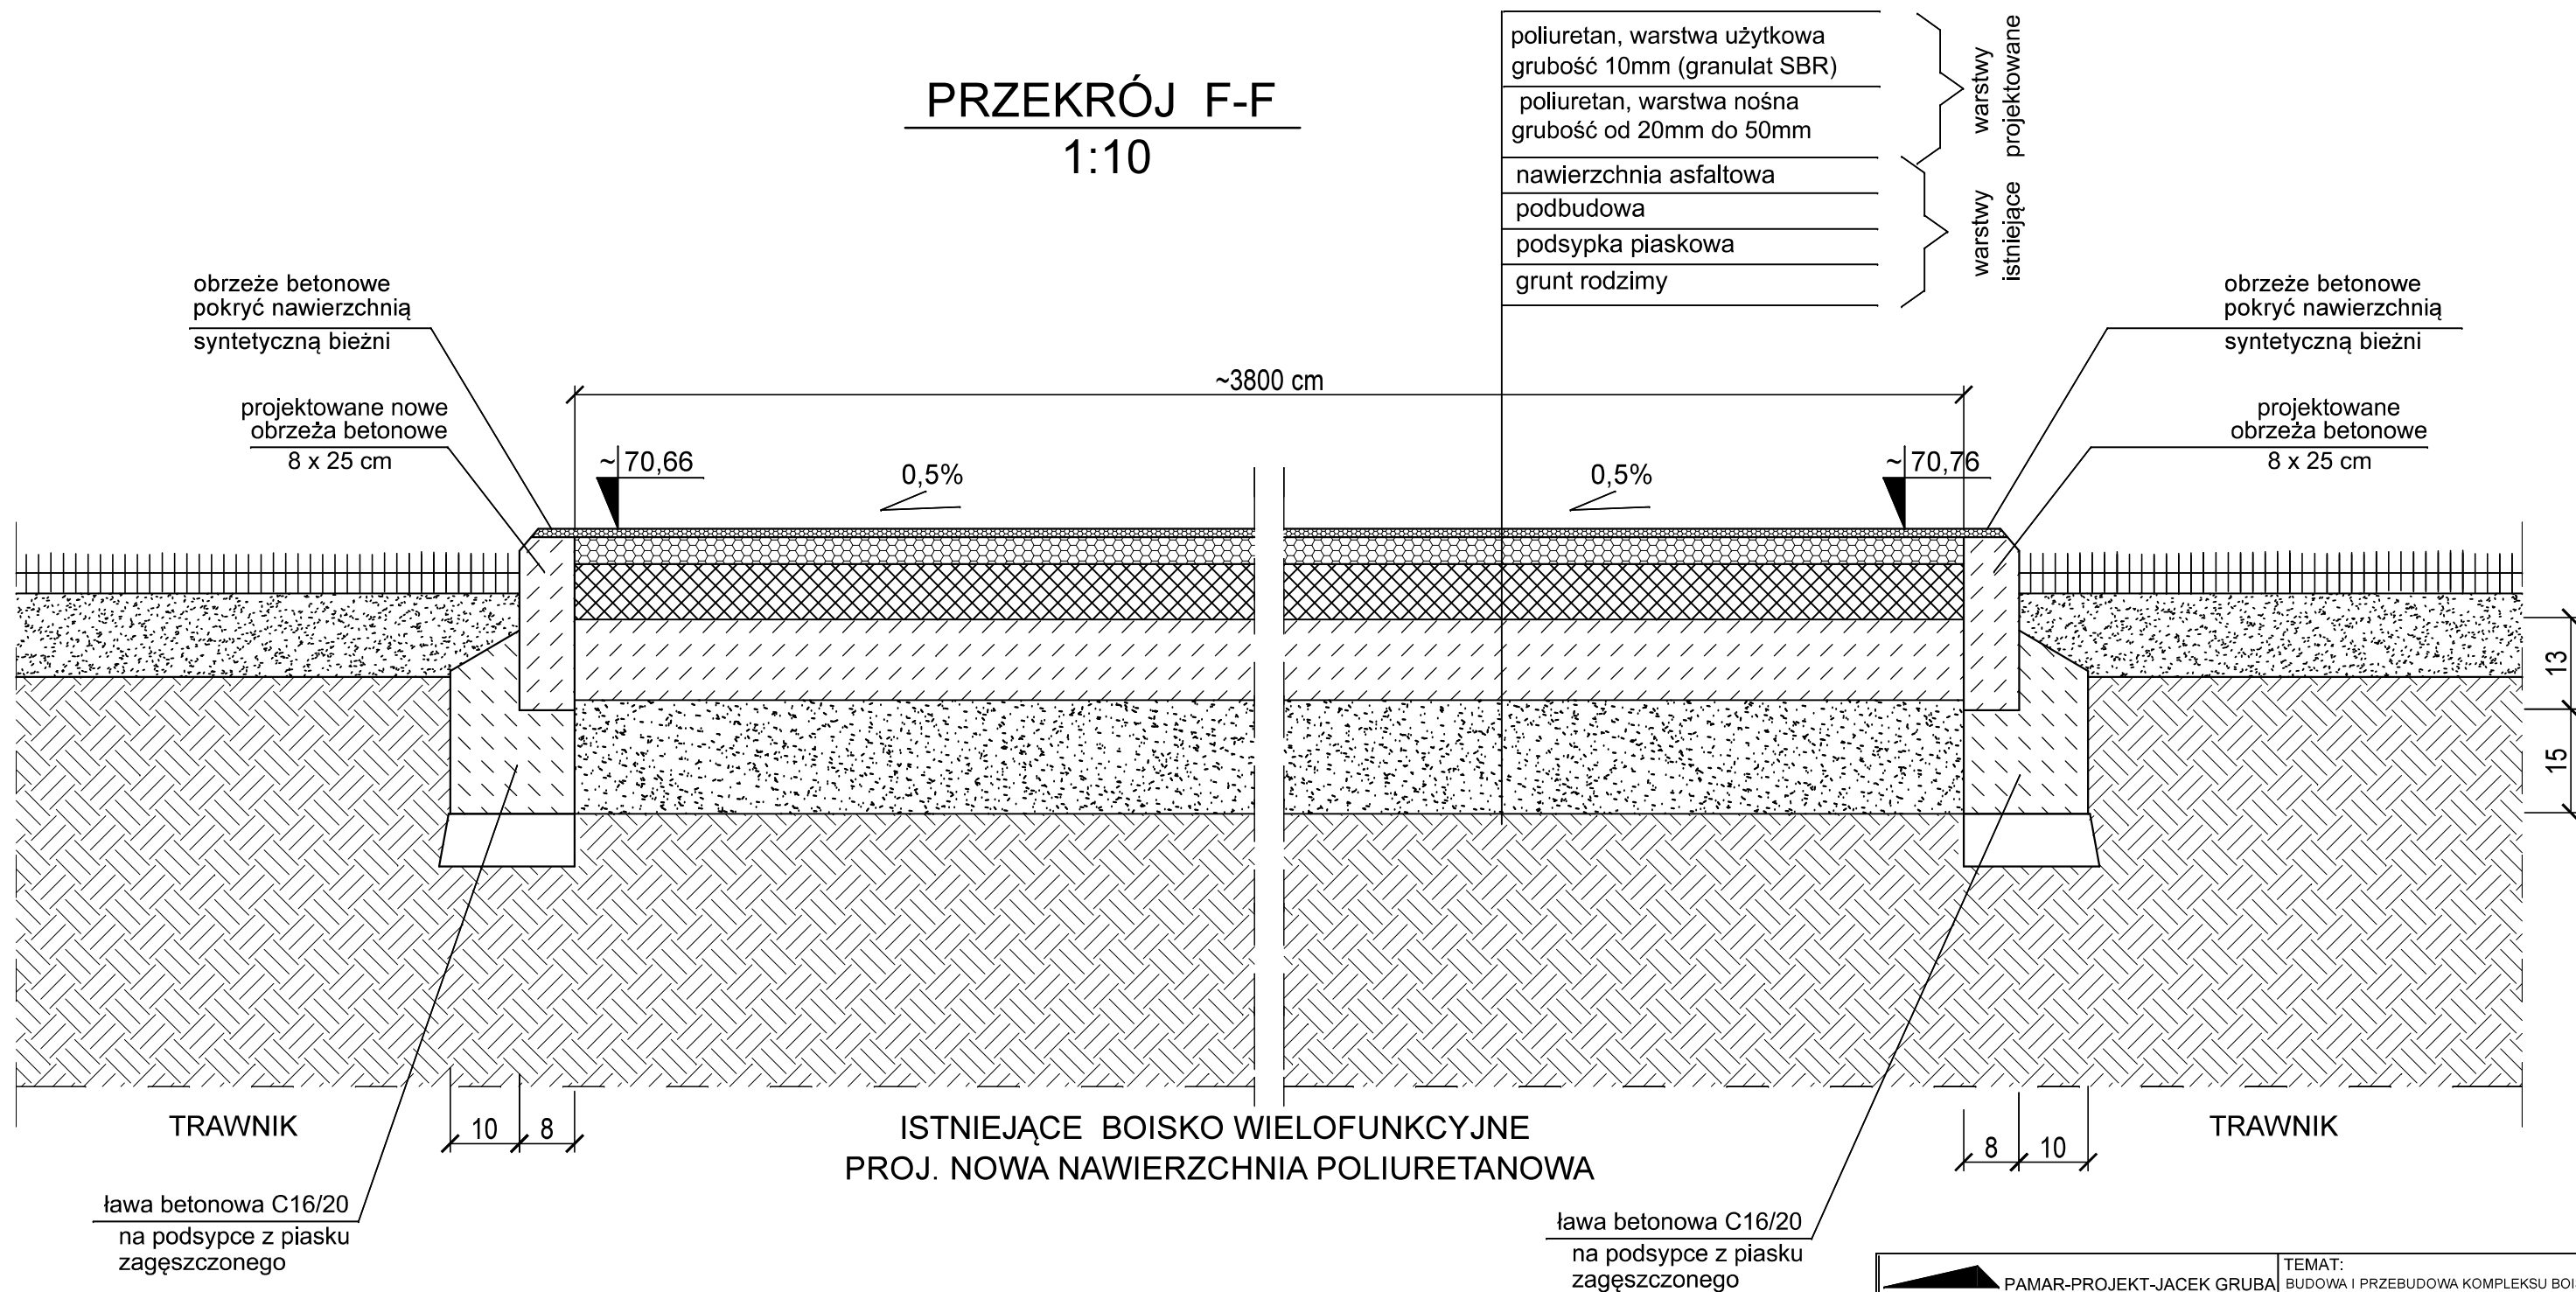 PRZEKRÓJ F-F
1:10
poliuretan, warstwa użytkowa
grubość 10mm (granulat SBR)
poliuretan, warstwa nośna
grubość od 20mm do 50mm
nawierzchnia asfaltowa
podbudowa
podsypka piaskowa
grunt rodzimy
warstwy
projektowane
warstwy
istniejące
obrzeże betonowe
pokryć nawierzchnią
syntetyczną bieżni
projektowane nowe
obrzeża betonowe
8 x 25 cm
obrzeże betonowe
pokryć nawierzchnią
syntetyczną bieżni
projektowane
obrzeża betonowe
8 x 25 cm
~3800 cm
~ 70,66
0,5%
0,5%
~ 70,76
13
15
TRAWNIK
10
8
ISTNIEJĄCE BOISKO WIELOFUNKCYJNE
PROJ. NOWA NAWIERZCHNIA POLIURETANOWA
8
10
TRAWNIK
ława betonowa C16/20
na podsypce z piasku
zagęszczonego
ława betonowa C16/20
na podsypce z piasku
zagęszczonego
PAMAR-PROJEKT-JACEK GRUBA
TEMAT:
BUDOWA I PRZEBUDOWA KOMPLEKSU BOI